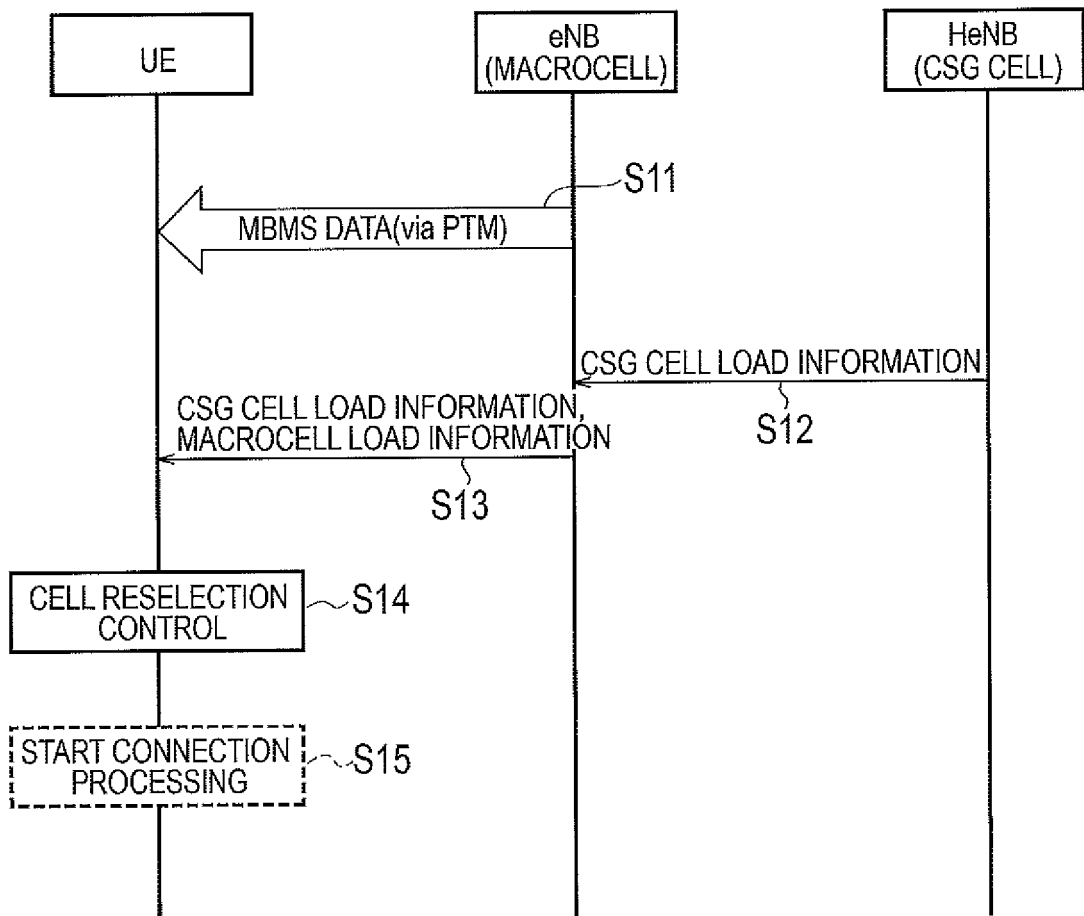 UE
eNB
(MACROCELL)
HeNB
(CSG CELL)
S11
MBMS DATA(via PTM)
CSG CELL LOAD INFORMATION
S12
CSG CELL LOAD INFORMATION,
MACROCELL LOAD INFORMATION
S13
CELL RESELECTION
CONTROL
S14
START CONNECTION
PROCESSING
S15